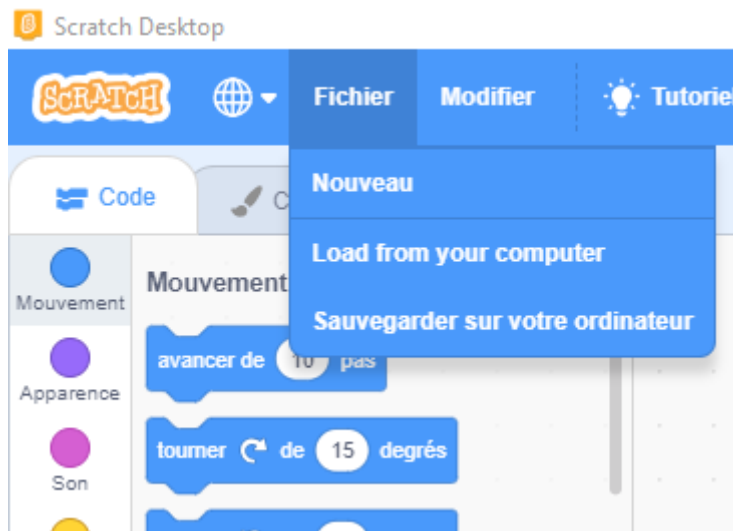 Scratch Desktop
SCRATCH
Fichier
Modifier
Tutoriel
Code
C
Nouveau
Load from your computer
Sauvegarder sur votre ordinateur
Mouvement
Apparence
Son
Mouvement
avancer de 10 pas
tourner de 15 degrés